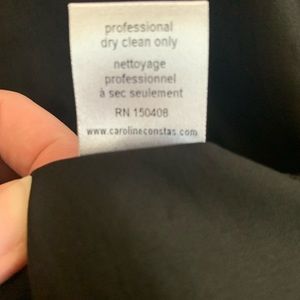 professional
dry clean only
nettoyage
professionnel
à sec seulement
RN 150408
www.carolineconstas.com